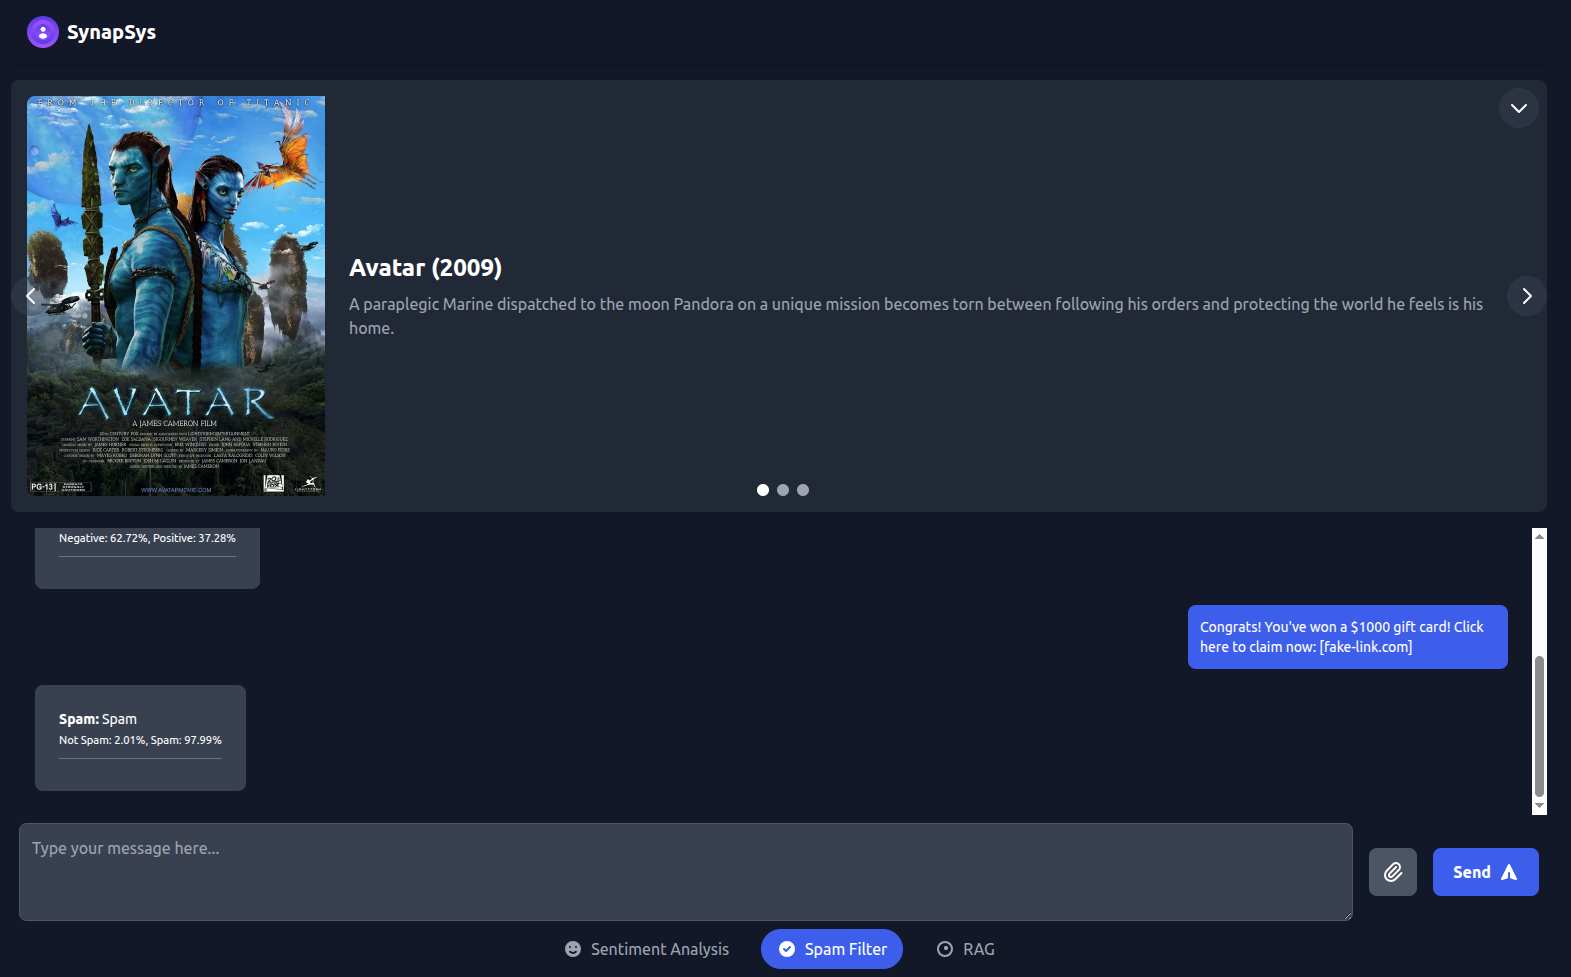 SynapSys
FROM THE DIRECTOR OF TITANIC
AVATAR
A JAMES CAMERON FILM
PG-13
WWW.AVATARMOVIE.COM
Avatar (2009)
A paraplegic Marine dispatched to the moon Pandora on a unique mission becomes torn between following his orders and protecting the world he feels is his
home.
Negative: 62.72%, Positive: 37.28%
Congrats! You've won a $1000 gift card! Click
here to claim now: [fake-link.com]
Spam: Spam
Not Spam: 2.01%, Spam: 97.99%
Type your message here...
Send
Sentiment Analysis
Spam Filter
RAG